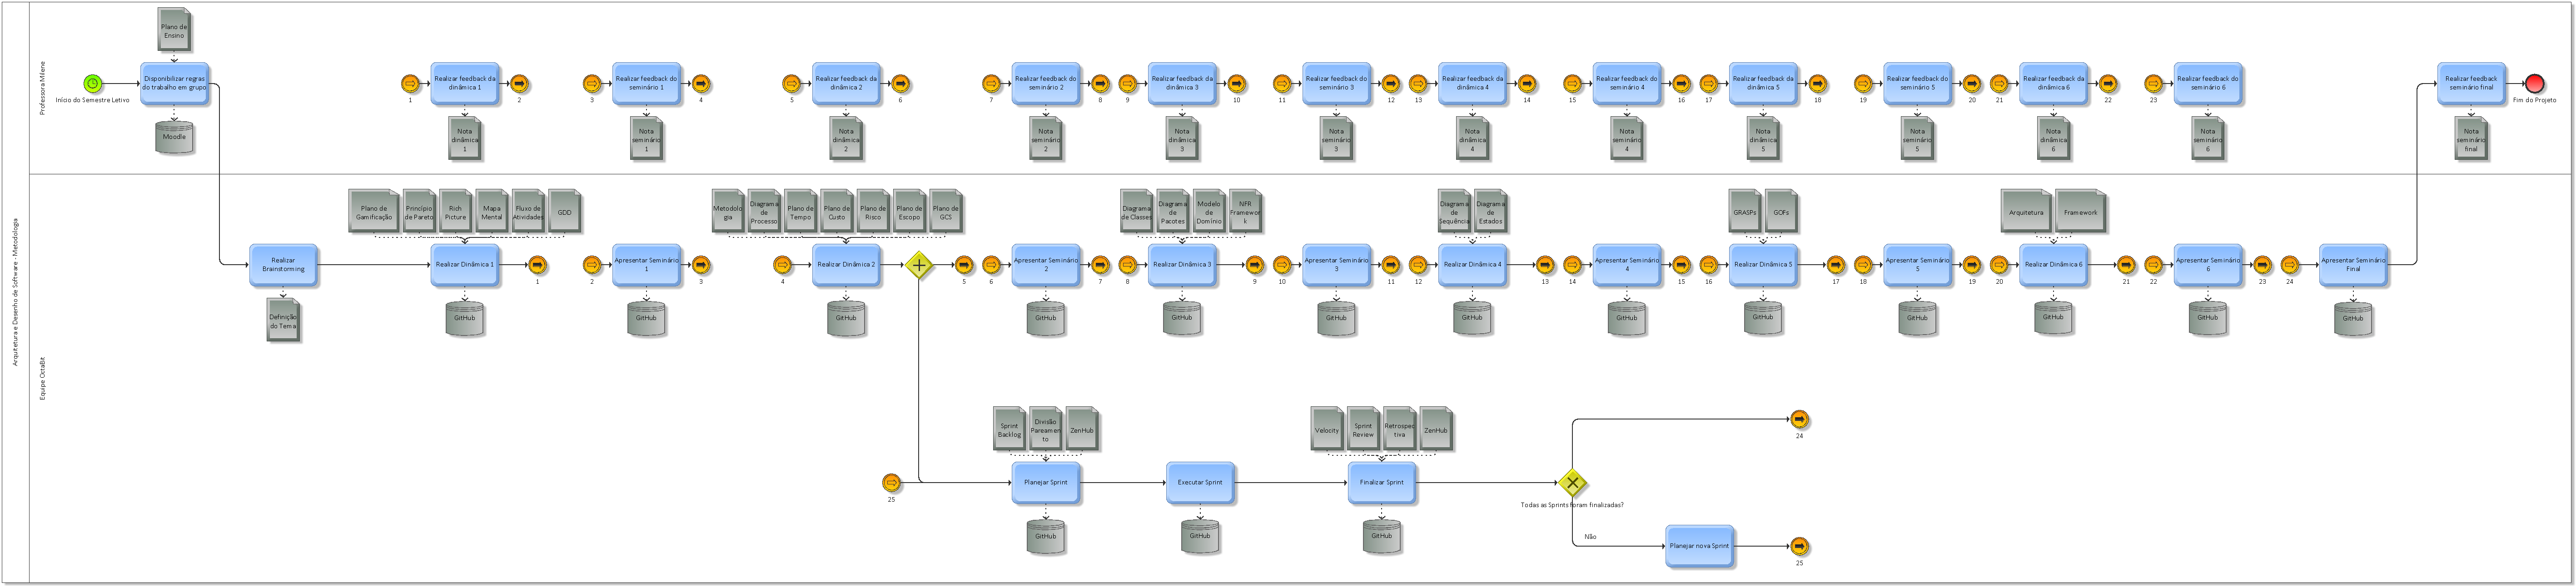 Arquitetura e Desenho de Software - Metodologia
Professora Milene
Plano de
Ensino
Início do Semestre Letivo
Disponibilizar regras
do trabalho em grupo
Moodle
1
Realizar feedback da
dinâmica 1
2
Nota
dinâmica
1
3
Realizar feedback do
seminário 1
4
Nota
seminário
1
5
Realizar feedback da
dinâmica 2
6
Nota
dinâmica
2
7
Realizar feedback do
seminário 2
8
Nota
seminário
2
9
Realizar feedback da
dinâmica 3
10
Nota
dinâmica
3
11
Realizar feedback do
seminário 3
12
Nota
seminário
3
13
Realizar feedback da
dinâmica 4
14
Nota
dinâmica
4
15
Realizar feedback do
seminário 4
16
Nota
seminário
4
17
Realizar feedback da
dinâmica 5
18
Nota
dinâmica
5
19
Realizar feedback do
seminário 5
20
Nota
seminário
5
21
Realizar feedback da
dinâmica 6
22
Nota
dinâmica
6
23
Realizar feedback do
seminário 6
Nota
seminário
6
Realizar feedback
seminário final
Fim do Projeto
Nota
seminário
final
Equipe OctaBit
Realizar
Brainstorming
Definição
do Tema
Plano de
Gamificação
Princípio
de Pareto
Rich
Picture
Mapa
Mental
Fluxo de
Atividades
GDD
Realizar Dinâmica 1
1
GitHub
2
Apresentar Seminário
1
3
GitHub
Metodolo
gia
Diagrama
de
Processo
Plano de
Tempo
Plano de
Custo
Plano de
Risco
Plano de
Escopo
Plano de
GCS
4
Realizar Dinâmica 2
5
GitHub
6
Apresentar Seminário
2
7
GitHub
Diagrama
de Classes
Diagrama
de
Pacotes
Modelo
de
Domínio
NFR
Framewor
k
8
Realizar Dinâmica 3
9
GitHub
10
Apresentar Seminário
3
11
GitHub
Diagrama
de
Sequência
Diagrama
de
Estados
12
Realizar Dinâmica 4
13
GitHub
14
Apresentar Seminário
4
15
GitHub
GRASPs
GOFs
16
Realizar Dinâmica 5
17
GitHub
18
Apresentar Seminário
5
19
GitHub
Arquitetura
Framework
20
Realizar Dinâmica 6
21
GitHub
22
Apresentar Seminário
6
23
GitHub
24
Apresentar Seminário
Final
GitHub
25
Sprint
Backlog
Divisão
Pareamen
to
ZenHub
Planejar Sprint
GitHub
Executar Sprint
GitHub
Velocity
Sprint
Review
Retrospec
tiva
ZenHub
Finalizar Sprint
GitHub
Todas as Sprints foram finalizadas?
24
Não
Planejar nova Sprint
25